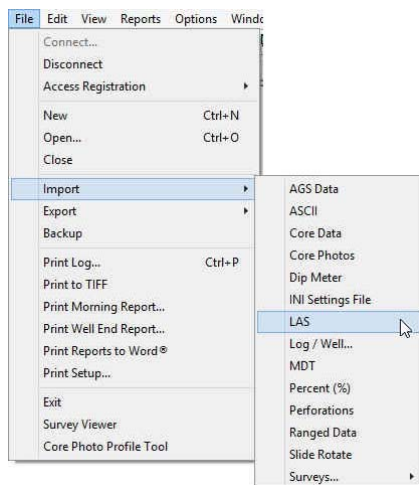 File Edit View Reports Options
Connect...
Disconnect
Access Registration
New Ctrl+N
Open... Ctrl+O
Close
Import
Export
Backup
Print Log... Ctrl+P
Print to TIFF
Print Morning Report...
Print Well End Report...
Print Reports to Word®
Print Setup...
Exit
Survey Viewer
Core Photo Profile Tool
AGS Data
ASCII
Core Data
Core Photos
Dip Meter
INI Settings File
LAS
Log / Well...
MDT
Percent (%)
Perforations
Ranged Data
Slide Rotate
Surveys...